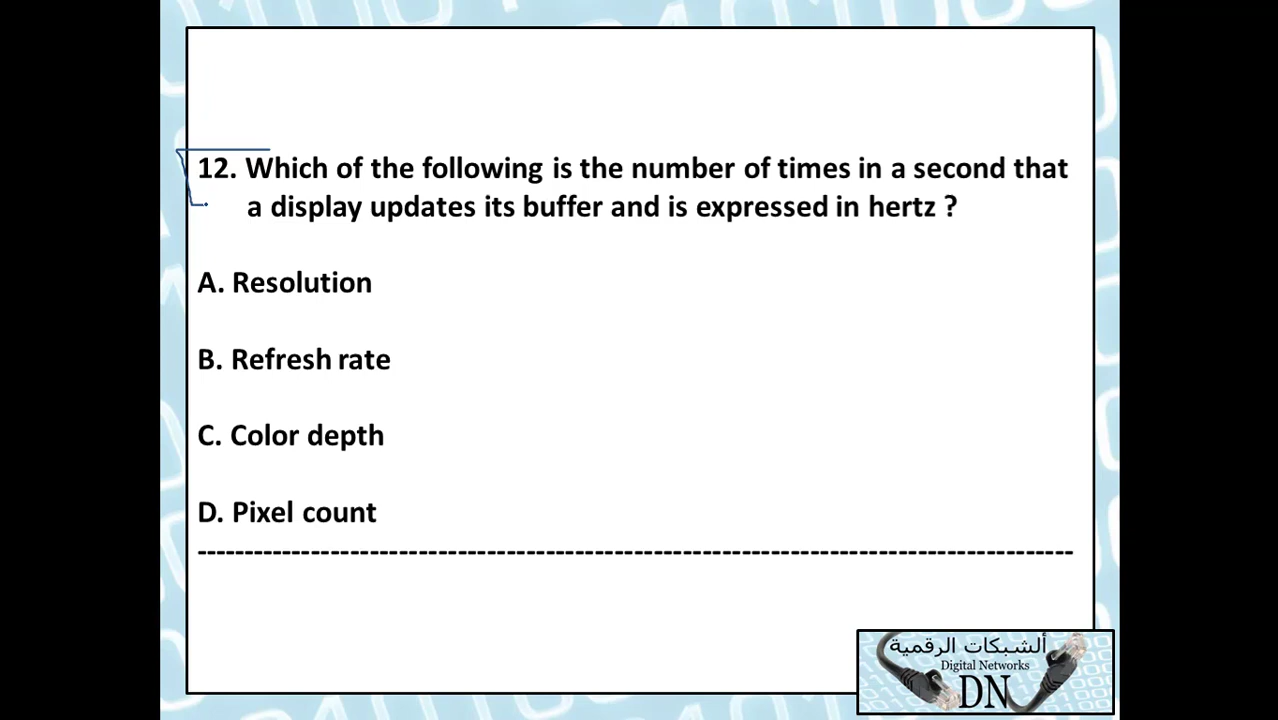 12. Which of the following is the number of times in a second that
a display updates its buffer and is expressed in hertz ?
A. Resolution
B. Refresh rate
C. Color depth
D. Pixel count
--------------------------------------------------------------------------------------------
ألشبكات الرقمية
Digital Networks
DN